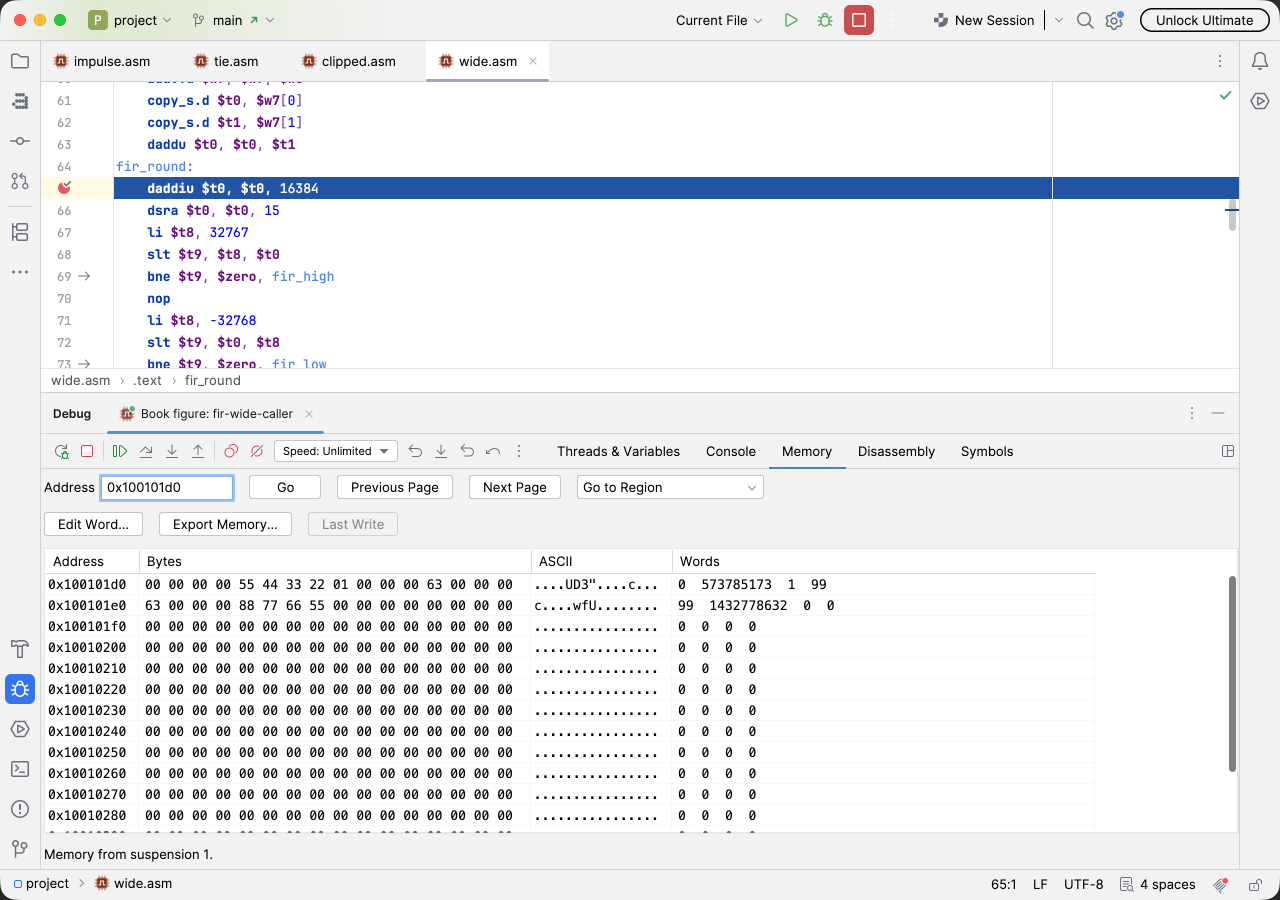 P project main Current File New Session Unlock Ultimate
impulse.asm tie.asm clipped.asm wide.asm
61 copy_s.d $t0, $w7[0]
62 copy_s.d $t1, $w7[1]
63 daddu $t0, $t0, $t1
64 fir_round:
daddiu $t0, $t0, 16384
66 dsra $t0, $t0, 15
67 li $t8, 32767
68 slt $t9, $t8, $t0
69 bne $t9, $zero, fir_high
70 nop
71 li $t8, -32768
72 slt $t9, $t0, $t8
73 bne $t9, $zero, fir_low
wide.asm › .text › fir_round
Debug Book figure: fir-wide-caller
Speed: Unlimited Threads & Variables Console Memory Disassembly Symbols
Address 0x100101d0 Go Previous Page Next Page Go to Region
Edit Word... Export Memory... Last Write
Address Bytes ASCII Words
0x100101d0 00 00 00 00 55 44 33 22 01 00 00 00 63 00 00 00 ....UD3"....c... 0 573785173 1 99
0x100101e0 63 00 00 00 88 77 66 55 00 00 00 00 00 00 00 00 c....wfU........ 99 1432778632 0 0
0x100101f0 00 00 00 00 00 00 00 00 00 00 00 00 00 00 00 00 ................ 0 0 0 0
0x10010200 00 00 00 00 00 00 00 00 00 00 00 00 00 00 00 00 ................ 0 0 0 0
0x10010210 00 00 00 00 00 00 00 00 00 00 00 00 00 00 00 00 ................ 0 0 0 0
0x10010220 00 00 00 00 00 00 00 00 00 00 00 00 00 00 00 00 ................ 0 0 0 0
0x10010230 00 00 00 00 00 00 00 00 00 00 00 00 00 00 00 00 ................ 0 0 0 0
0x10010240 00 00 00 00 00 00 00 00 00 00 00 00 00 00 00 00 ................ 0 0 0 0
0x10010250 00 00 00 00 00 00 00 00 00 00 00 00 00 00 00 00 ................ 0 0 0 0
0x10010260 00 00 00 00 00 00 00 00 00 00 00 00 00 00 00 00 ................ 0 0 0 0
0x10010270 00 00 00 00 00 00 00 00 00 00 00 00 00 00 00 00 ................ 0 0 0 0
0x10010280 00 00 00 00 00 00 00 00 00 00 00 00 00 00 00 00 ................ 0 0 0 0
Memory from suspension 1.
project › wide.asm 65:1 LF UTF-8 4 spaces